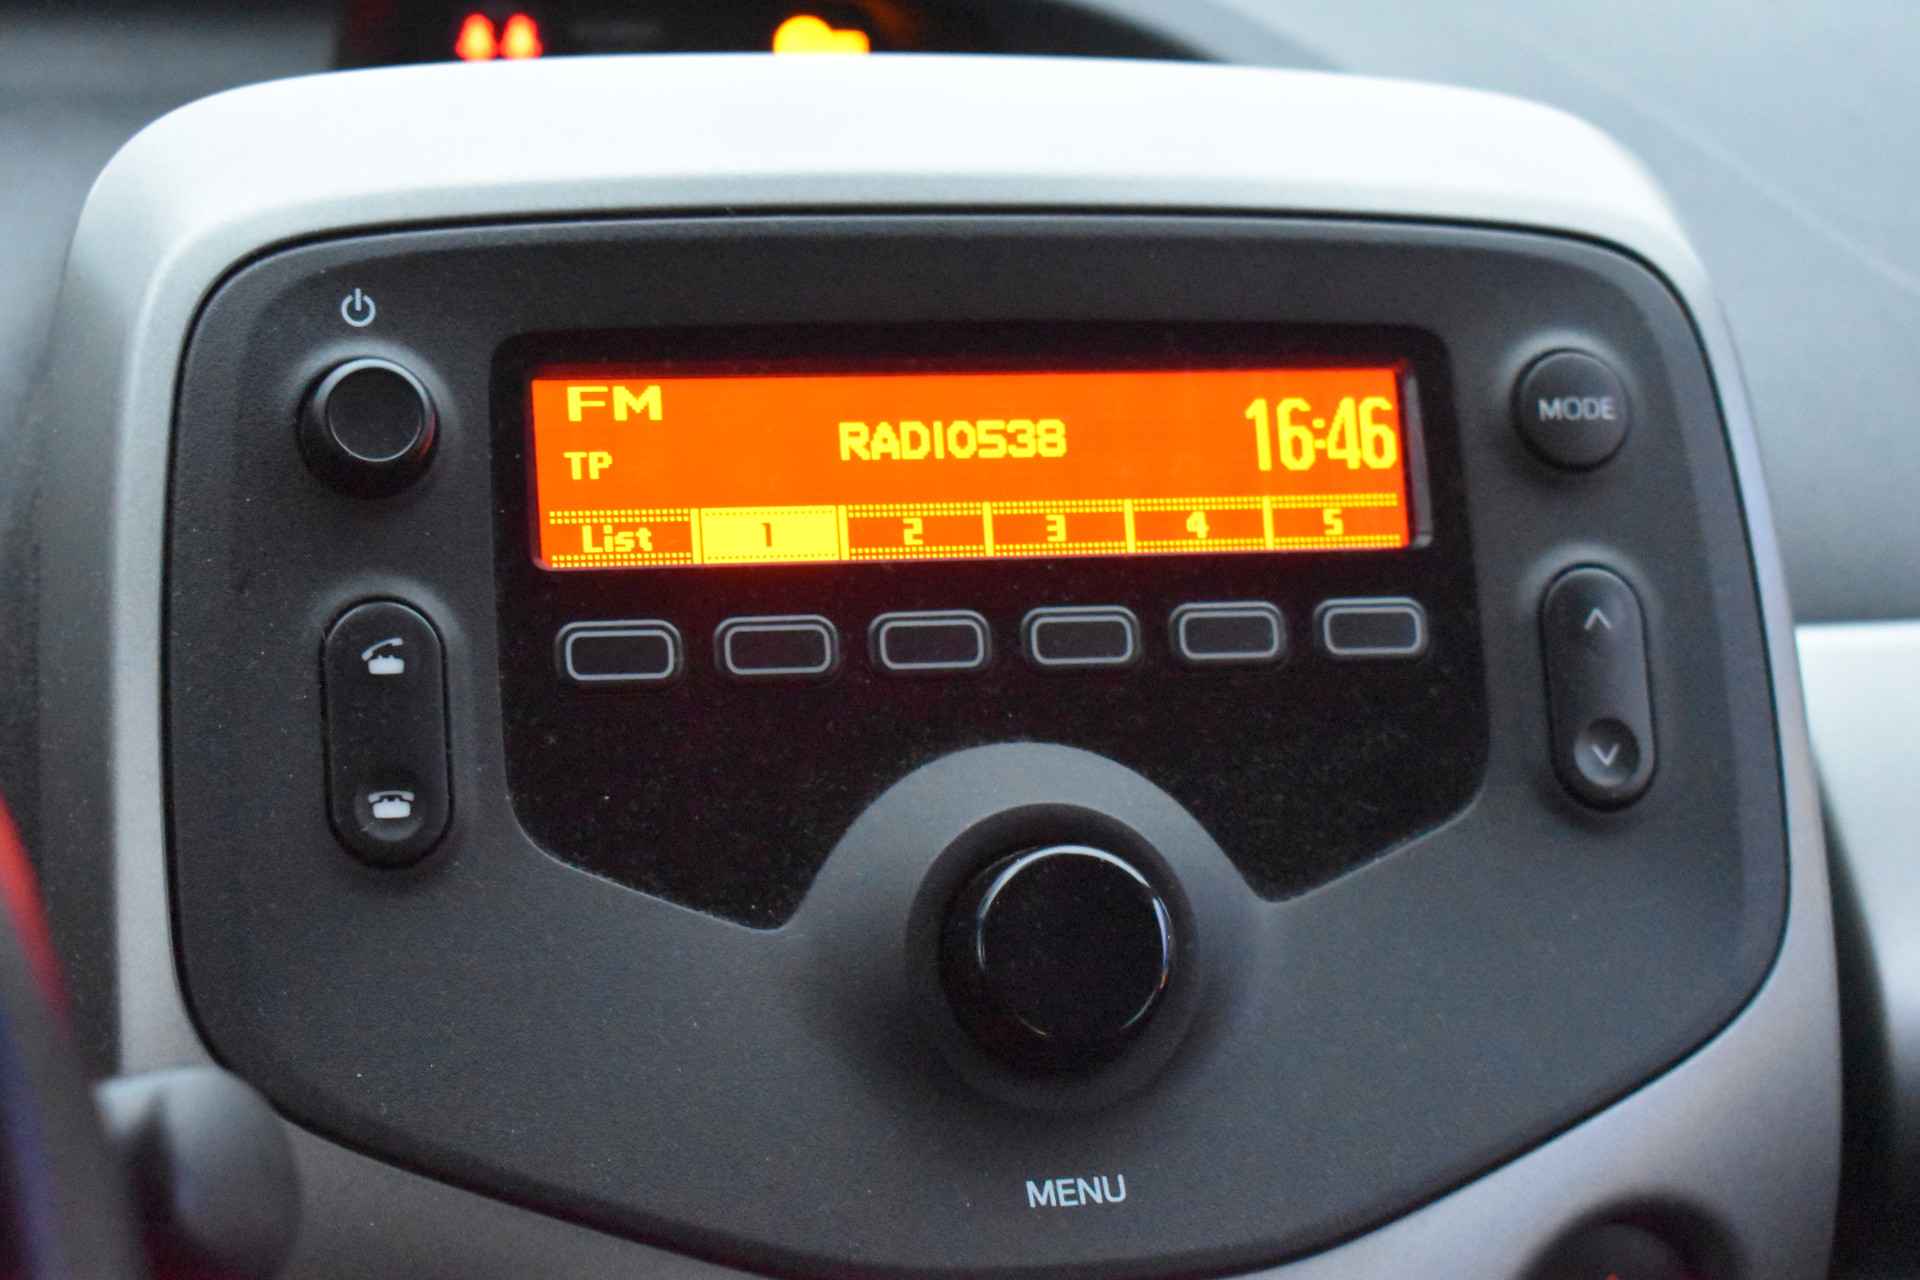 FM
RADIO538
16:46
TP
List 1 2 3 4 5
MODE
MENU